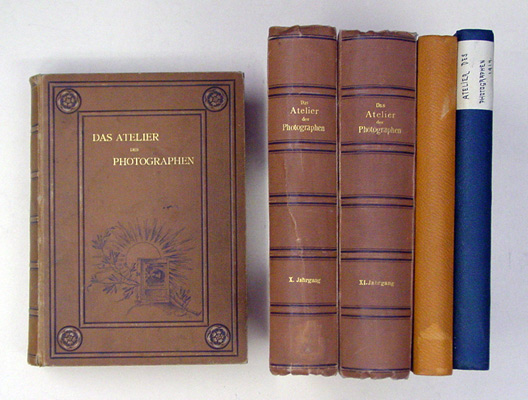 DAS ATELIER
DES
PHOTOGRAPHEN
Das
Atelier
des
Photographen
X. Jahrgang
Das
Atelier
des
Photographen
XI. Jahrgang
ATELIER DES
PHOTOGRAPHEN